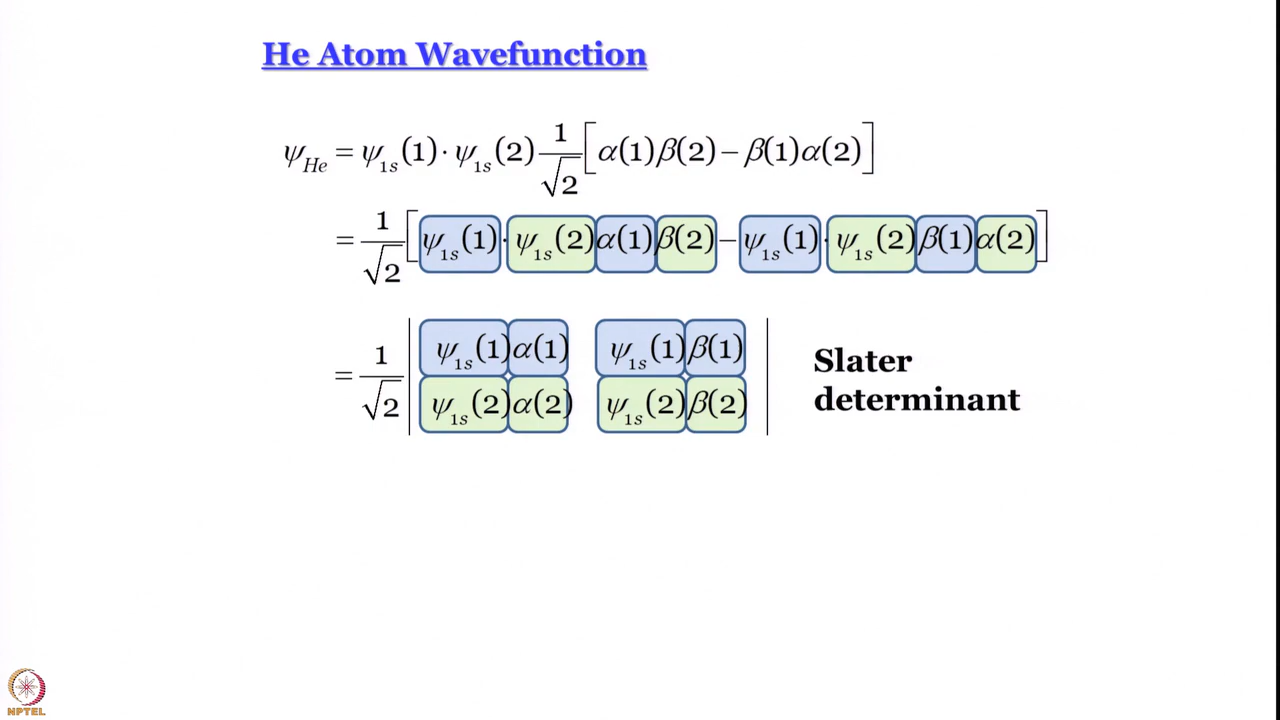 He Atom Wavefunction
ψ_He = ψ_1s(1)·ψ_1s(2) 1/√2 [α(1)β(2) − β(1)α(2)]
= 1/√2 [ψ_1s(1)·ψ_1s(2)α(1)β(2) − ψ_1s(1)·ψ_1s(2)β(1)α(2)]
= 1/√2 | ψ_1s(1)α(1) ψ_1s(1)β(1) |
| ψ_1s(2)α(2) ψ_1s(2)β(2) |
Slater
determinant
NPTEL